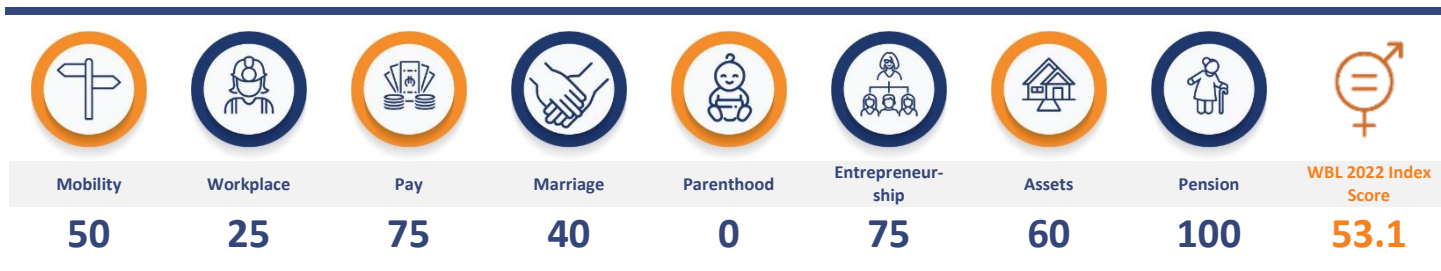 Mobility
Workplace
Pay
Marriage
Parenthood
Entrepreneur-
ship
Assets
Pension
WBL 2022 Index
Score
50
25
75
40
0
75
60
100
53.1